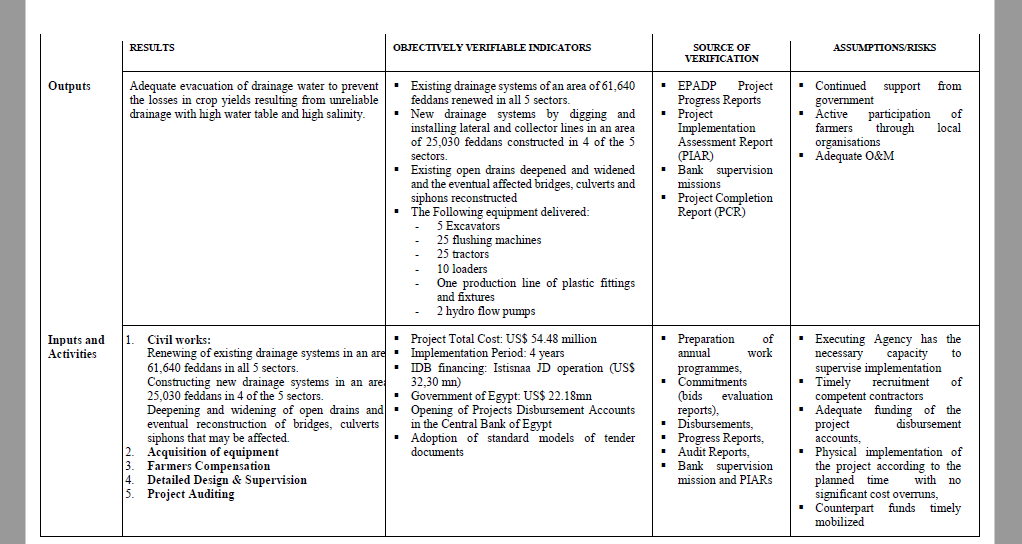 RESULTS
OBJECTIVELY VERIFIABLE INDICATORS
SOURCE OF
VERIFICATION
ASSUMPTIONS/RISKS
Outputs
Adequate evacuation of drainage water to prevent
the losses in crop yields resulting from unreliable
drainage with high water table and high salinity.
▪ Existing drainage systems of an area of 61,640
feddans renewed in all 5 sectors.
▪ New drainage systems by digging and
installing lateral and collector lines in an area
of 25,030 feddans constructed in 4 of the 5
sectors.
▪ Existing open drains deepened and widened
and the eventual affected bridges, culverts and
siphons reconstructed
▪ The Following equipment delivered:
- 5 Excavators
- 25 flushing machines
- 25 tractors
- 10 loaders
- One production line of plastic fittings
and fixtures
- 2 hydro flow pumps
▪ EPADP Project
Progress Reports
▪ Project
Implementation
Assessment Report
(PIAR)
▪ Bank supervision
missions
▪ Project Completion
Report (PCR)
▪ Continued support from
government
▪ Active participation of
farmers through local
organisations
▪ Adequate O&M
Inputs and
Activities
1. Civil works:
Renewing of existing drainage systems in an are
61,640 feddans in all 5 sectors.
Constructing new drainage systems in an area
25,030 feddans in 4 of the 5 sectors.
Deepening and widening of open drains and
eventual reconstruction of bridges, culverts
siphons that may be affected.
2. Acquisition of equipment
3. Farmers Compensation
4. Detailed Design & Supervision
5. Project Auditing
▪ Project Total Cost: US$ 54.48 million
▪ Implementation Period: 4 years
▪ IDB financing: Istisnaa JD operation (US$
32,30 mn)
▪ Government of Egypt: US$ 22.18mn
▪ Opening of Projects Disbursement Accounts
in the Central Bank of Egypt
▪ Adoption of standard models of tender
documents
▪ Preparation of
annual work
programmes,
▪ Commitments
(bids evaluation
reports),
▪ Disbursements,
▪ Progress Reports,
▪ Audit Reports,
▪ Bank supervision
mission and PIARs
▪ Executing Agency has the
necessary capacity to
supervise implementation
▪ Timely recruitment of
competent contractors
▪ Adequate funding of the
project disbursement
accounts,
▪ Physical implementation of
the project according to the
planned time with no
significant cost overruns,
▪ Counterpart funds timely
mobilized